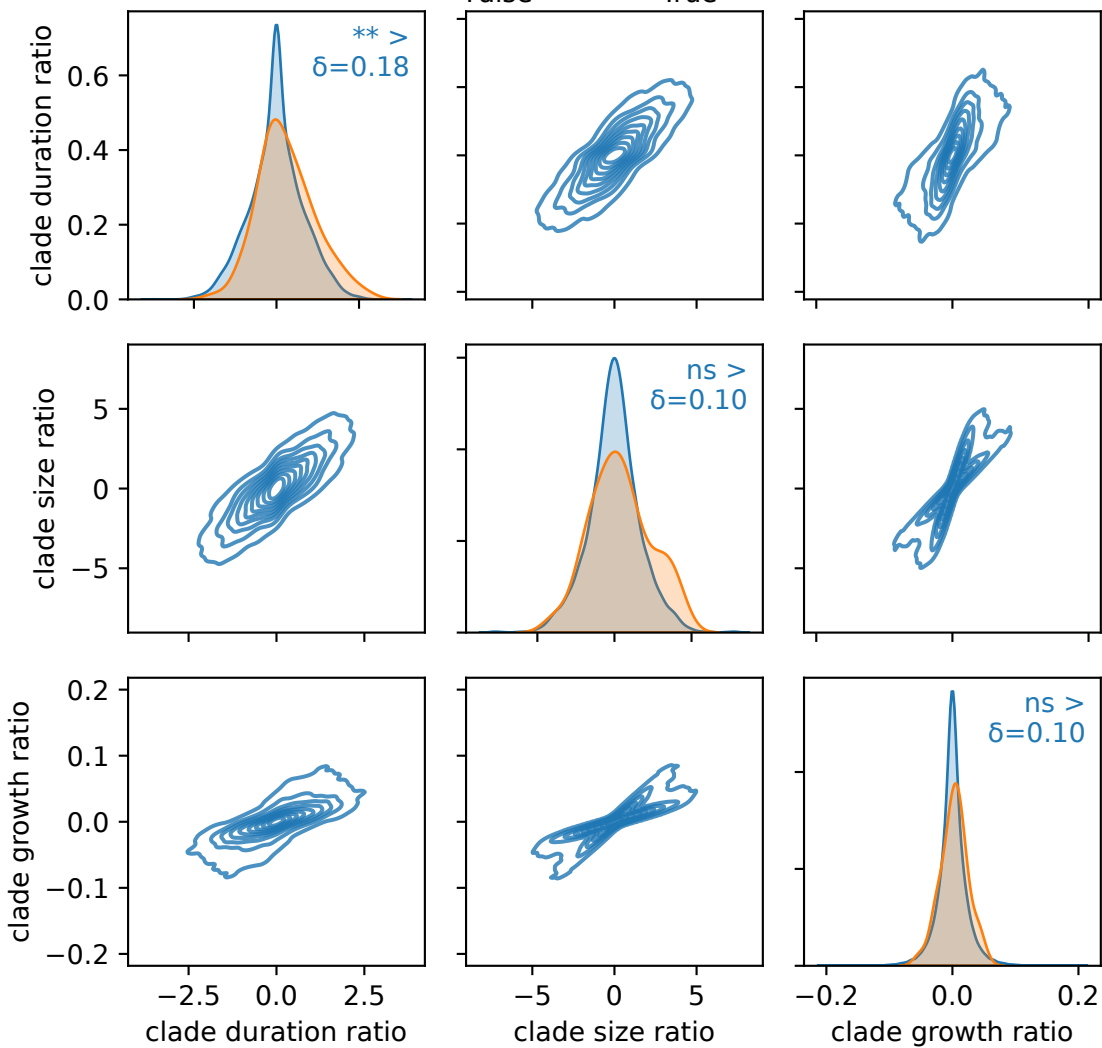 ** >
δ=0.18
clade duration ratio
0.6
0.4
0.2
0.0
ns >
δ=0.10
clade size ratio
5
0
−5
ns >
δ=0.10
clade growth ratio
0.2
0.1
0.0
−0.1
−0.2
−2.5 0.0 2.5
−5 0 5
−0.2 0.0 0.2
clade duration ratio
clade size ratio
clade growth ratio